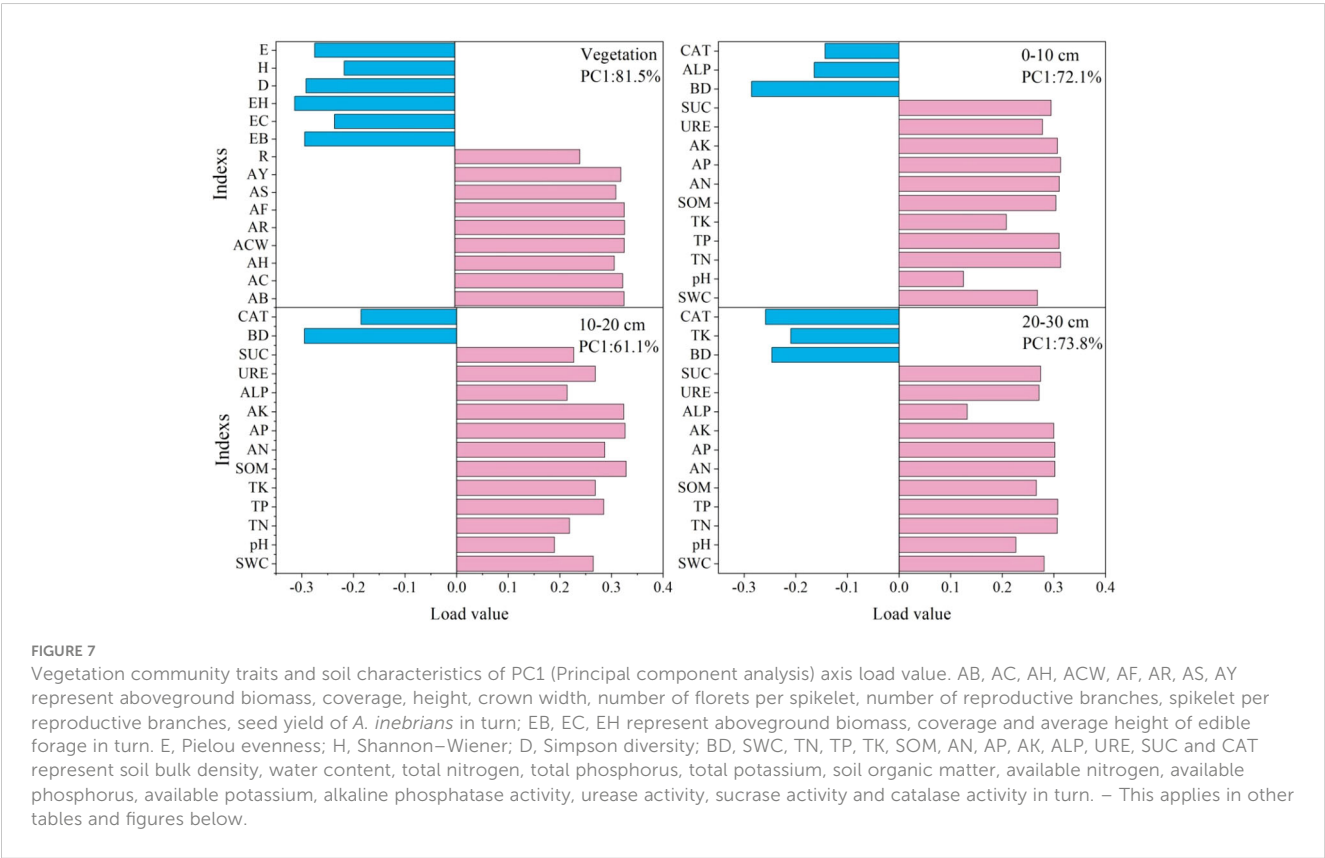 Vegetation
PC1:81.5%
E
H
D
EH
EC
EB
R
AY
AS
AF
AR
ACW
AH
AC
AB
Indexs
0-10 cm
PC1:72.1%
CAT
ALP
BD
SUC
URE
AK
AP
AN
SOM
TK
TP
TN
pH
SWC
10-20 cm
PC1:61.1%
CAT
BD
SUC
URE
ALP
AK
AP
AN
SOM
TK
TP
TN
pH
SWC
Indexs
-0.3 -0.2 -0.1 0.0 0.1 0.2 0.3 0.4
Load value
20-30 cm
PC1:73.8%
CAT
TK
BD
SUC
URE
ALP
AK
AP
AN
SOM
TP
TN
pH
SWC
-0.3 -0.2 -0.1 0.0 0.1 0.2 0.3 0.4
Load value
FIGURE 7
Vegetation community traits and soil characteristics of PC1 (Principal component analysis) axis load value. AB, AC, AH, ACW, AF, AR, AS, AY
represent aboveground biomass, coverage, height, crown width, number of florets per spikelet, number of reproductive branches, spikelet per
reproductive branches, seed yield of A. inebrians in turn; EB, EC, EH represent aboveground biomass, coverage and average height of edible
forage in turn. E, Pielou evenness; H, Shannon–Wiener; D, Simpson diversity; BD, SWC, TN, TP, TK, SOM, AN, AP, AK, ALP, URE, SUC and CAT
represent soil bulk density, water content, total nitrogen, total phosphorus, total potassium, soil organic matter, available nitrogen, available
phosphorus, available potassium, alkaline phosphatase activity, urease activity, sucrase activity and catalase activity in turn. – This applies in other
tables and figures below.